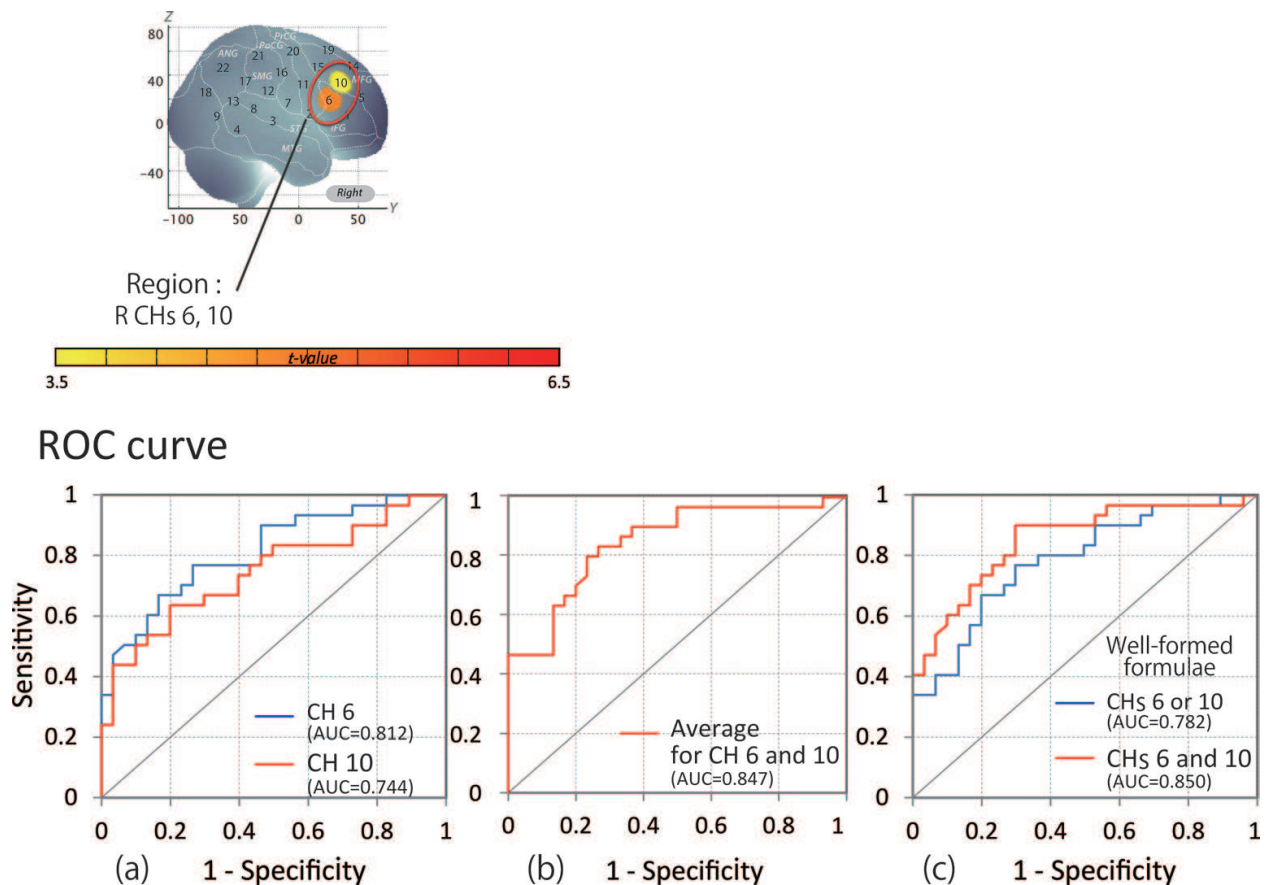 Z
80
40
0
−40
−100
50
0
50
Y
PrCG
PoCG
ANG
SMG
MFG
STG
IFG
MTG
19
20
21
14
15
22
16
10
17
11
18
12
5
13
7
6
8
9
3
4
Right
Region :
R CHs 6, 10
t-value
3.5
6.5
ROC curve
Sensitivity
1
0.8
0.6
0.4
0.2
0
0
0.2
0.4
0.6
0.8
1
CH 6
(AUC=0.812)
CH 10
(AUC=0.744)
(a)
1 - Specificity
1
0.8
0.6
0.4
0.2
0
0
0.2
0.4
0.6
0.8
1
Average
for CH 6 and 10
(AUC=0.847)
(b)
1 - Specificity
1
0.8
0.6
0.4
0.2
0
0
0.2
0.4
0.6
0.8
1
Well-formed
formulae
CHs 6 or 10
(AUC=0.782)
CHs 6 and 10
(AUC=0.850)
(c)
1 - Specificity